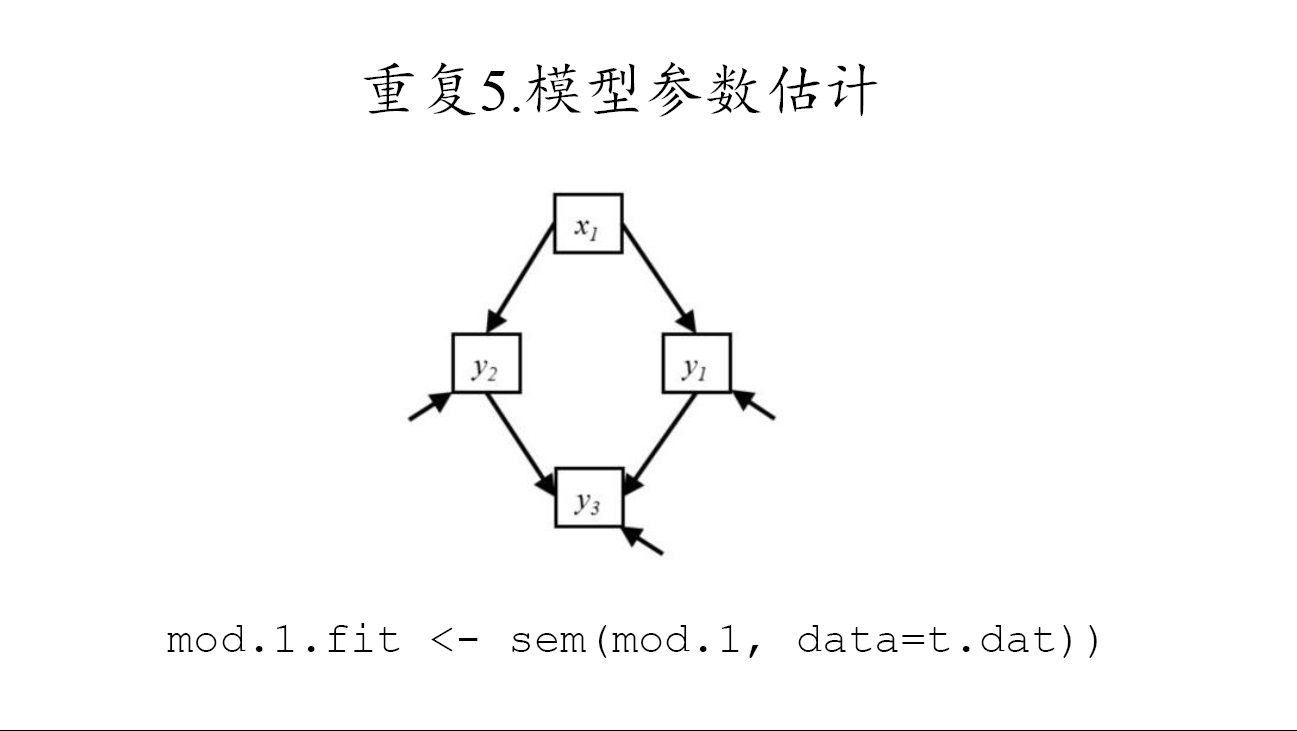 重复5.模型参数估计
x1
y2
y1
y3
mod.1.fit <- sem(mod.1, data=t.dat))